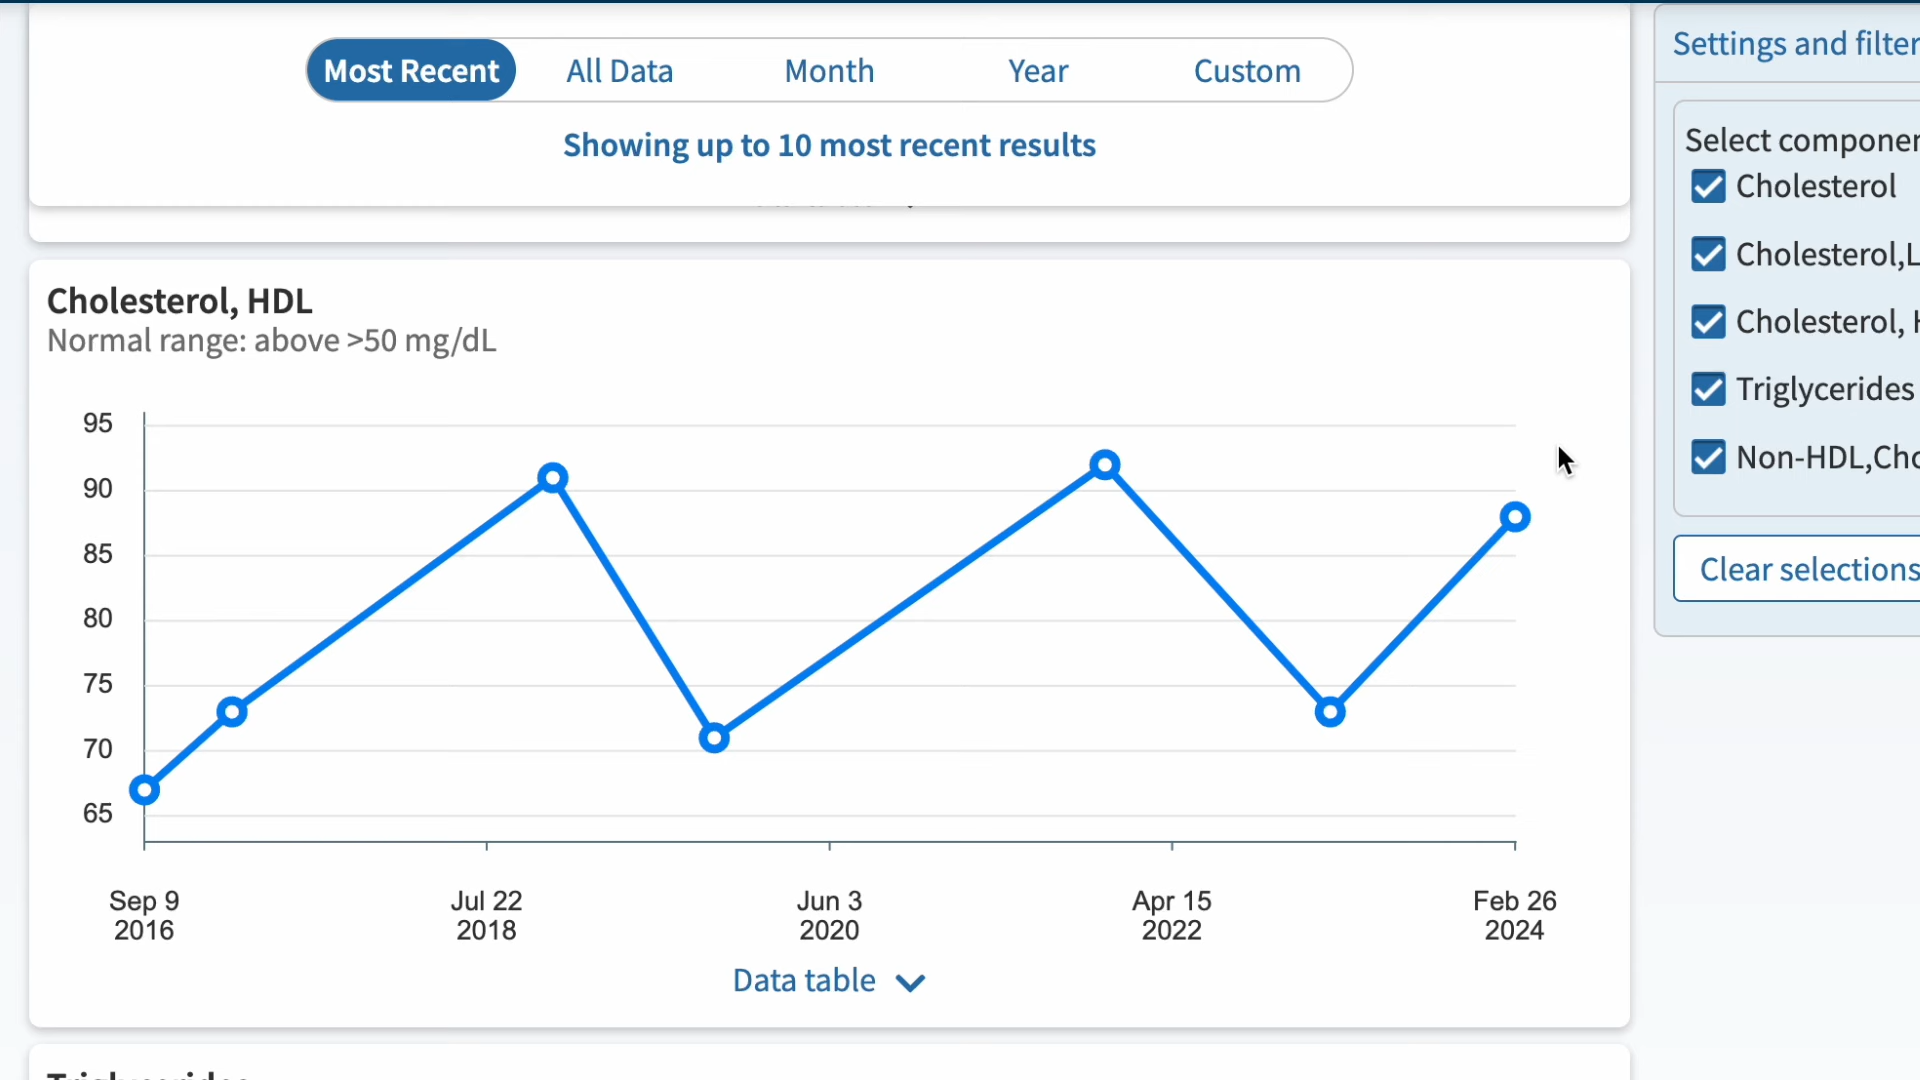 Most Recent All Data Month Year Custom
Showing up to 10 most recent results
Settings and filter
Select componen
Cholesterol
Cholesterol,L
Cholesterol, H
Triglycerides
Non-HDL,Cho
Clear selections
Cholesterol, HDL
Normal range: above >50 mg/dL
95
90
85
80
75
70
65
Sep 9 Jul 22 Jun 3 Apr 15 Feb 26
2016 2018 2020 2022 2024
Data table
Triglycerides